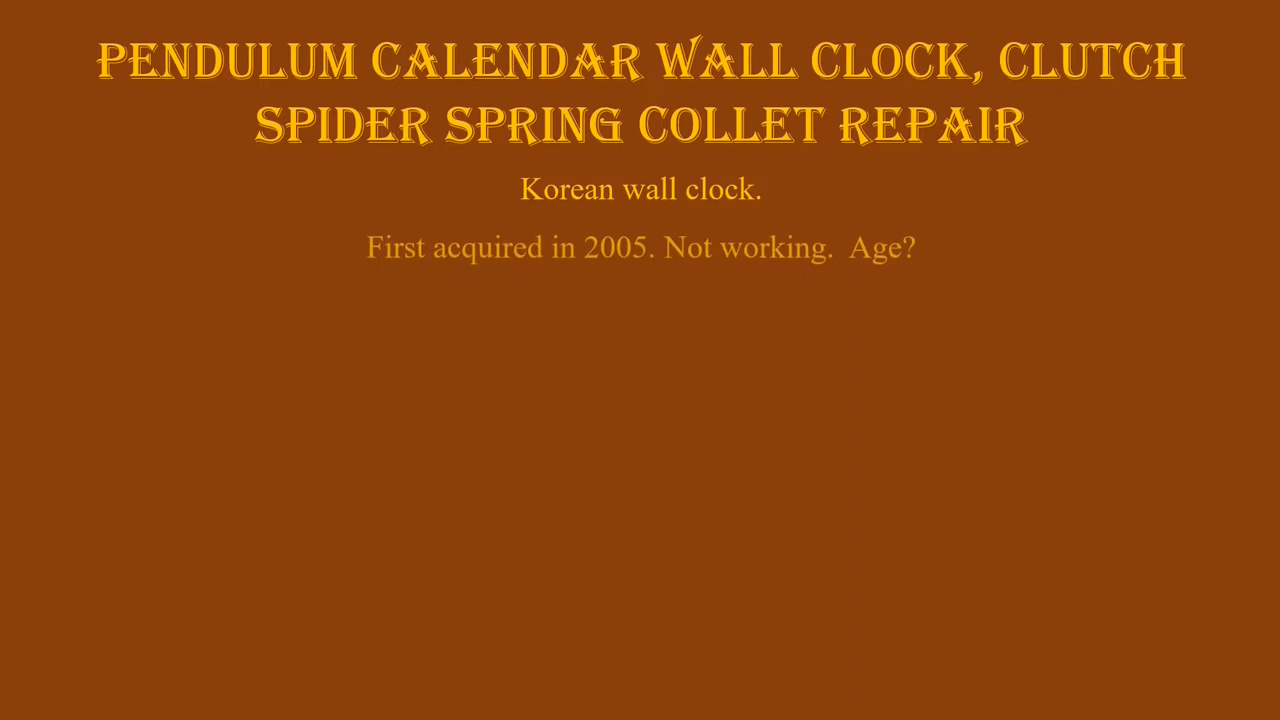 PENDULUM CALENDAR WALL CLOCK, CLUTCH
SPIDER SPRING COLLET REPAIR
Korean wall clock.
First acquired in 2005. Not working.  Age?